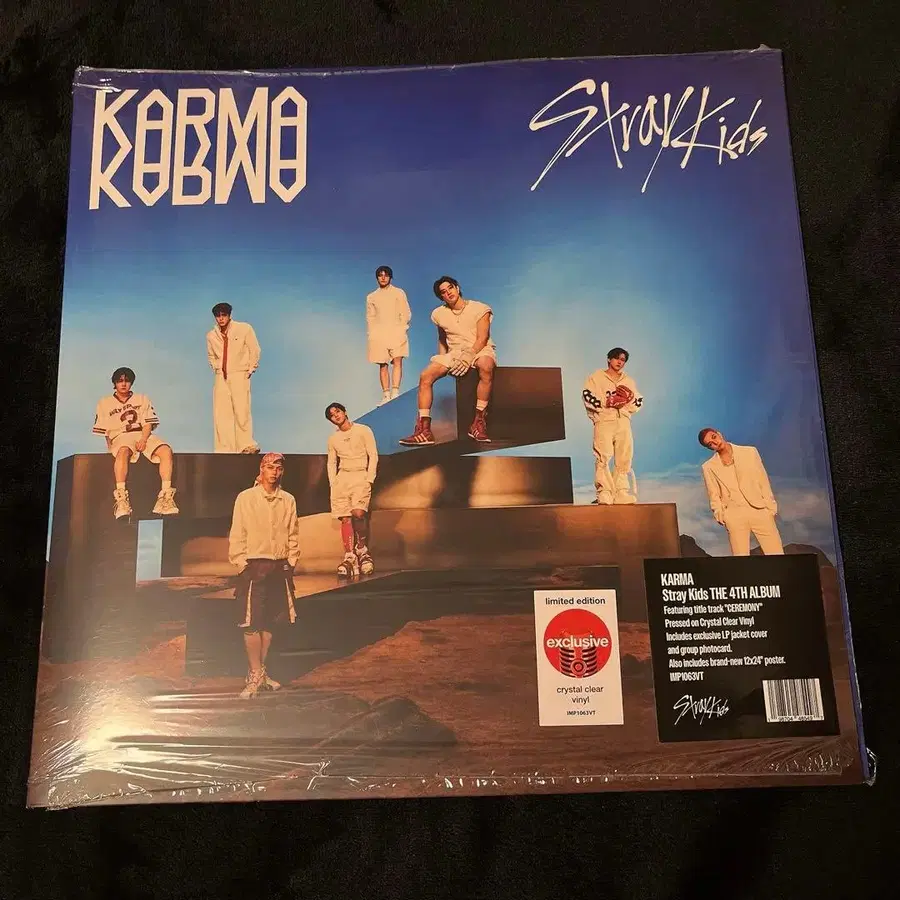 KARMA
Stray Kids
2
limited edition
exclusive
crystal clear
vinyl
IMP1063VT
KARMA
Stray Kids THE 4TH ALBUM
Featuring title track "CEREMONY"
Pressed on Crystal Clear Vinyl
Includes exclusive LP jacket cover
and group photocard.
Also includes brand-new 12x24" poster.
IMP1063VT
Stray Kids